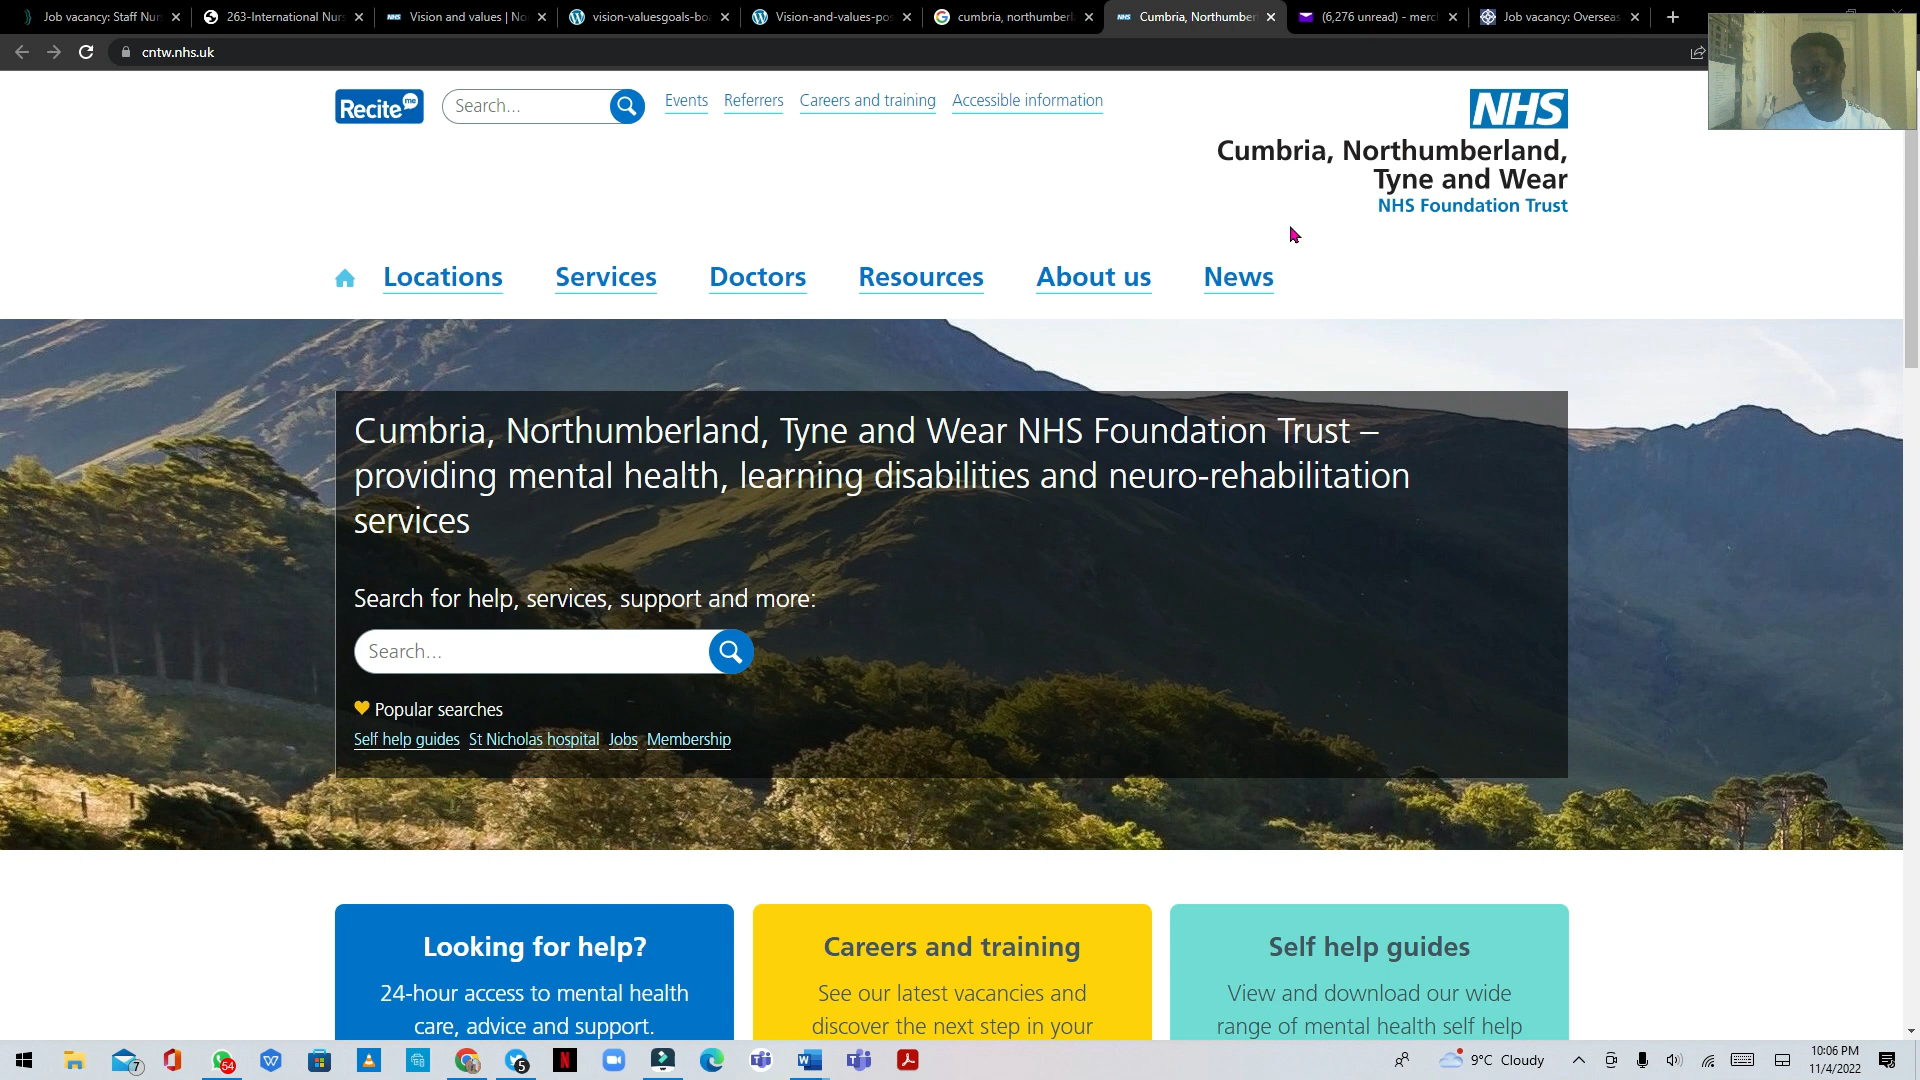 Job vacancy: Staff Nur
263-International Nurs
Vision and values | No
vision-valuesgoals-bo
Vision-and-values-pos
cumbria, northumberl
Cumbria, Northumber
(6,276 unread) - merc
Job vacancy: Overseas
cntw.nhs.uk
Recite me
Search...
Events
Referrers
Careers and training
Accessible information
NHS
Cumbria, Northumberland,
Tyne and Wear
NHS Foundation Trust
Locations
Services
Doctors
Resources
About us
News
Cumbria, Northumberland, Tyne and Wear NHS Foundation Trust –
providing mental health, learning disabilities and neuro-rehabilitation
services
Search for help, services, support and more:
Search...
Popular searches
Self help guides St Nicholas hospital Jobs Membership
Looking for help?
24-hour access to mental health
care, advice and support.
Careers and training
See our latest vacancies and
discover the next step in your
Self help guides
View and download our wide
range of mental health self help
7
54
5
9°C Cloudy
10:06 PM
11/4/2022